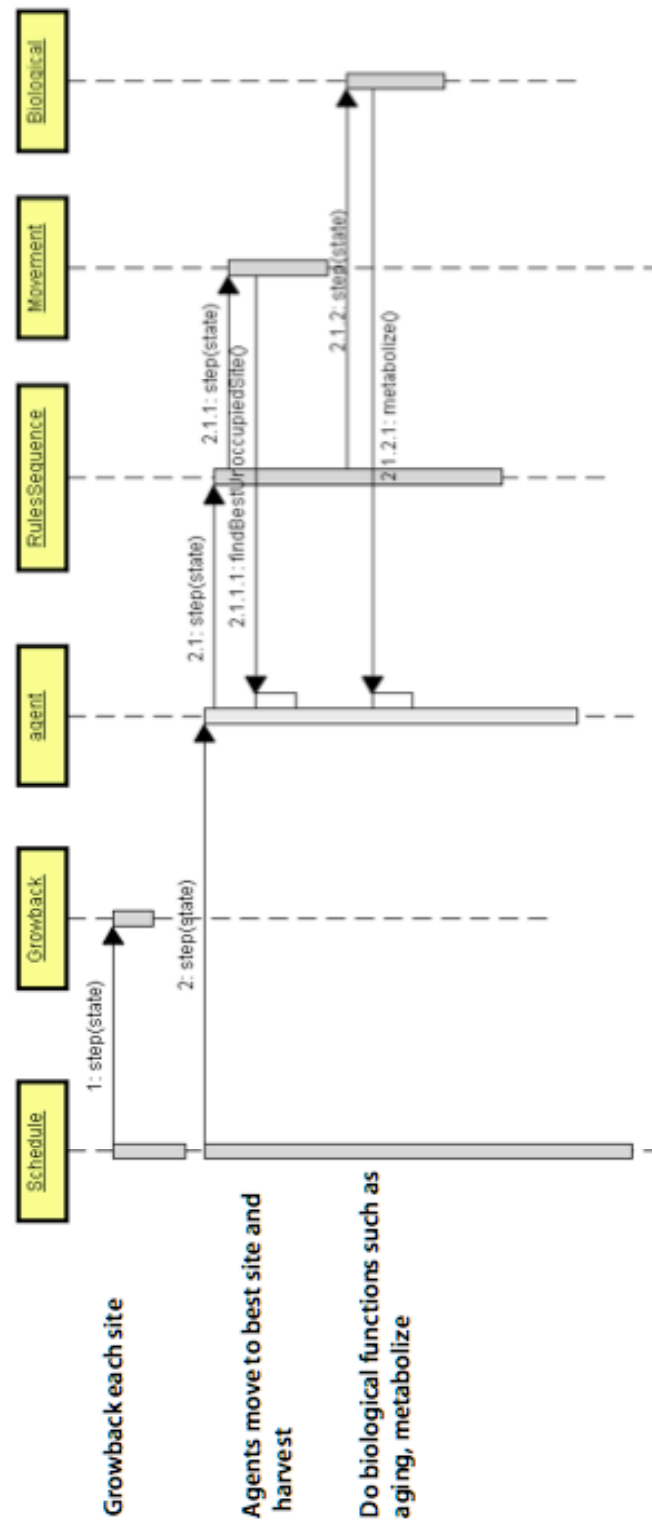 Schedule
Growback
agent
RulesSequence
Movement
Biological
Growback each site
1: step(state)
2: step(state)
2.1: step(state)
2.1.1: step(state)
Agents move to best site and
harvest
2.1.1.1: findBestUnoccupiedSite()
2.1.2: step(state)
Do biological functions such as
aging, metabolize
2.1.2.1: metabolize()